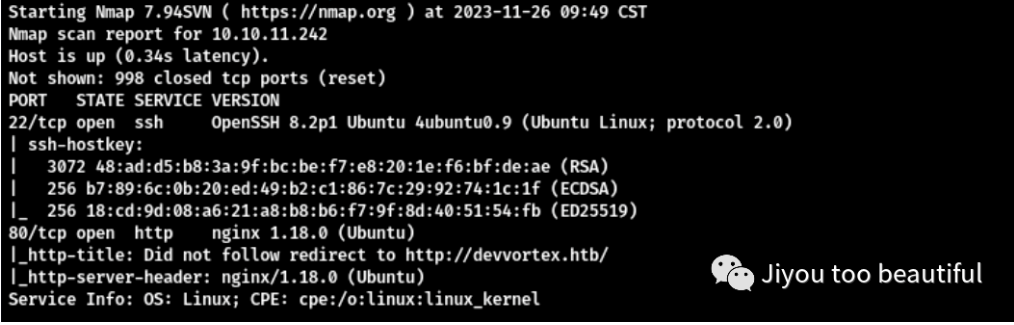 Starting Nmap 7.94SVN ( https://nmap.org ) at 2023-11-26 09:49 CST
Nmap scan report for 10.10.11.242
Host is up (0.34s latency).
Not shown: 998 closed tcp ports (reset)
PORT   STATE SERVICE VERSION
22/tcp open  ssh     OpenSSH 8.2p1 Ubuntu 4ubuntu0.9 (Ubuntu Linux; protocol 2.0)
| ssh-hostkey:
|   3072 48:ad:d5:b8:3a:9f:bc:be:f7:e8:20:1e:f6:bf:de:ae (RSA)
|   256 b7:89:6c:0b:20:ed:49:b2:c1:86:7c:29:92:74:1c:1f (ECDSA)
|_  256 18:cd:9d:08:a6:21:a8:b8:b6:f7:9f:8d:40:51:54:fb (ED25519)
80/tcp open  http    nginx 1.18.0 (Ubuntu)
|_http-title: Did not follow redirect to http://devvortex.htb/
|_http-server-header: nginx/1.18.0 (Ubuntu)
Service Info: OS: Linux; CPE: cpe:/o:linux:linux_kernel
Jiyou too beautiful